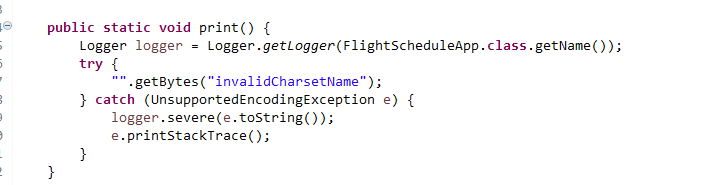 public static void print() {
Logger logger = Logger.getLogger(FlightScheduleApp.class.getName());
try {
"".getBytes("invalidCharsetName");
} catch (UnsupportedEncodingException e) {
logger.severe(e.toString());
e.printStackTrace();
}
}